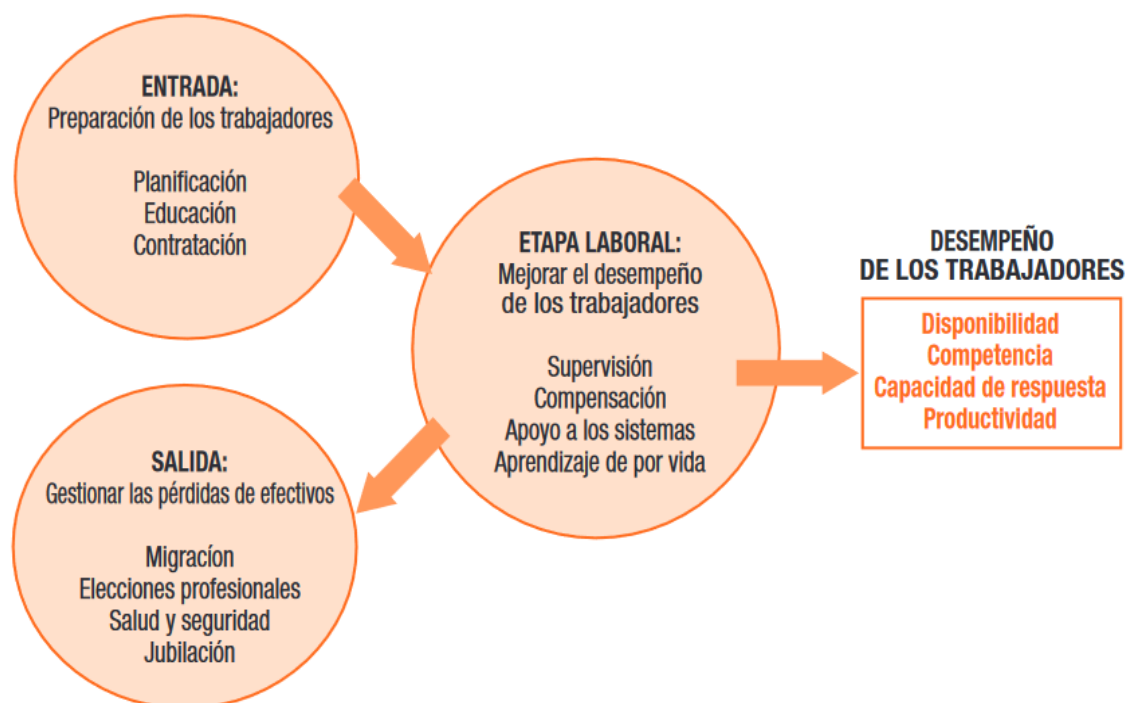 ENTRADA:
Preparación de los trabajadores
Planificación
Educación
Contratación
ETAPA LABORAL:
Mejorar el desempeño
de los trabajadores
Supervisión
Compensación
Apoyo a los sistemas
Aprendizaje de por vida
DESEMPEÑO
DE LOS TRABAJADORES
Disponibilidad
Competencia
Capacidad de respuesta
Productividad
SALIDA:
Gestionar las pérdidas de efectivos
Migracíon
Elecciones profesionales
Salud y seguridad
Jubilación